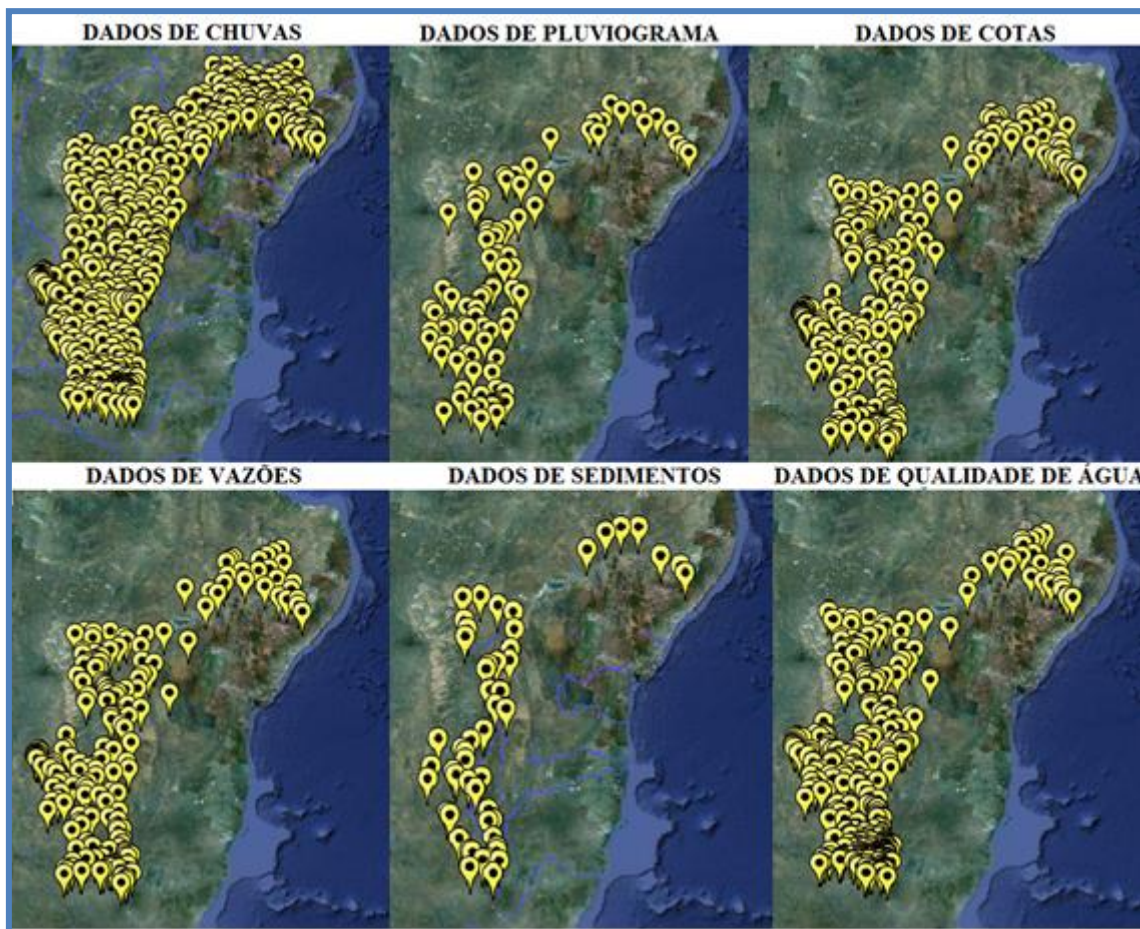 DADOS DE CHUVAS
DADOS DE PLUVIOGRAMA
DADOS DE COTAS
DADOS DE VAZÕES
DADOS DE SEDIMENTOS
DADOS DE QUALIDADE DE ÁGUA